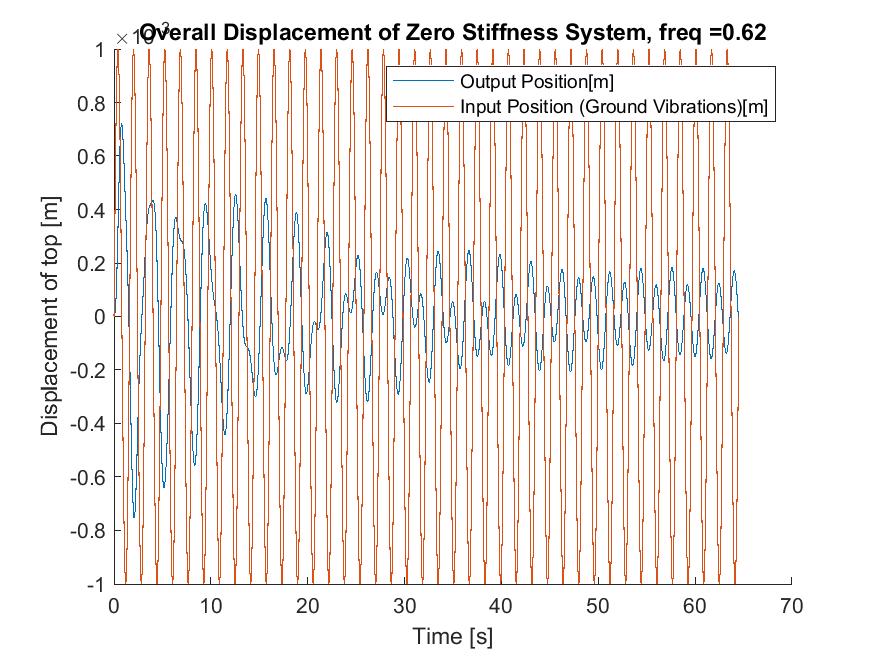 Overall Displacement of Zero Stiffness System, freq =0.62
×10⁻³
Output Position[m]
Input Position (Ground Vibrations)[m]
1
0.8
0.6
0.4
0.2
0
-0.2
-0.4
-0.6
-0.8
-1
Displacement of top [m]
0 10 20 30 40 50 60 70
Time [s]